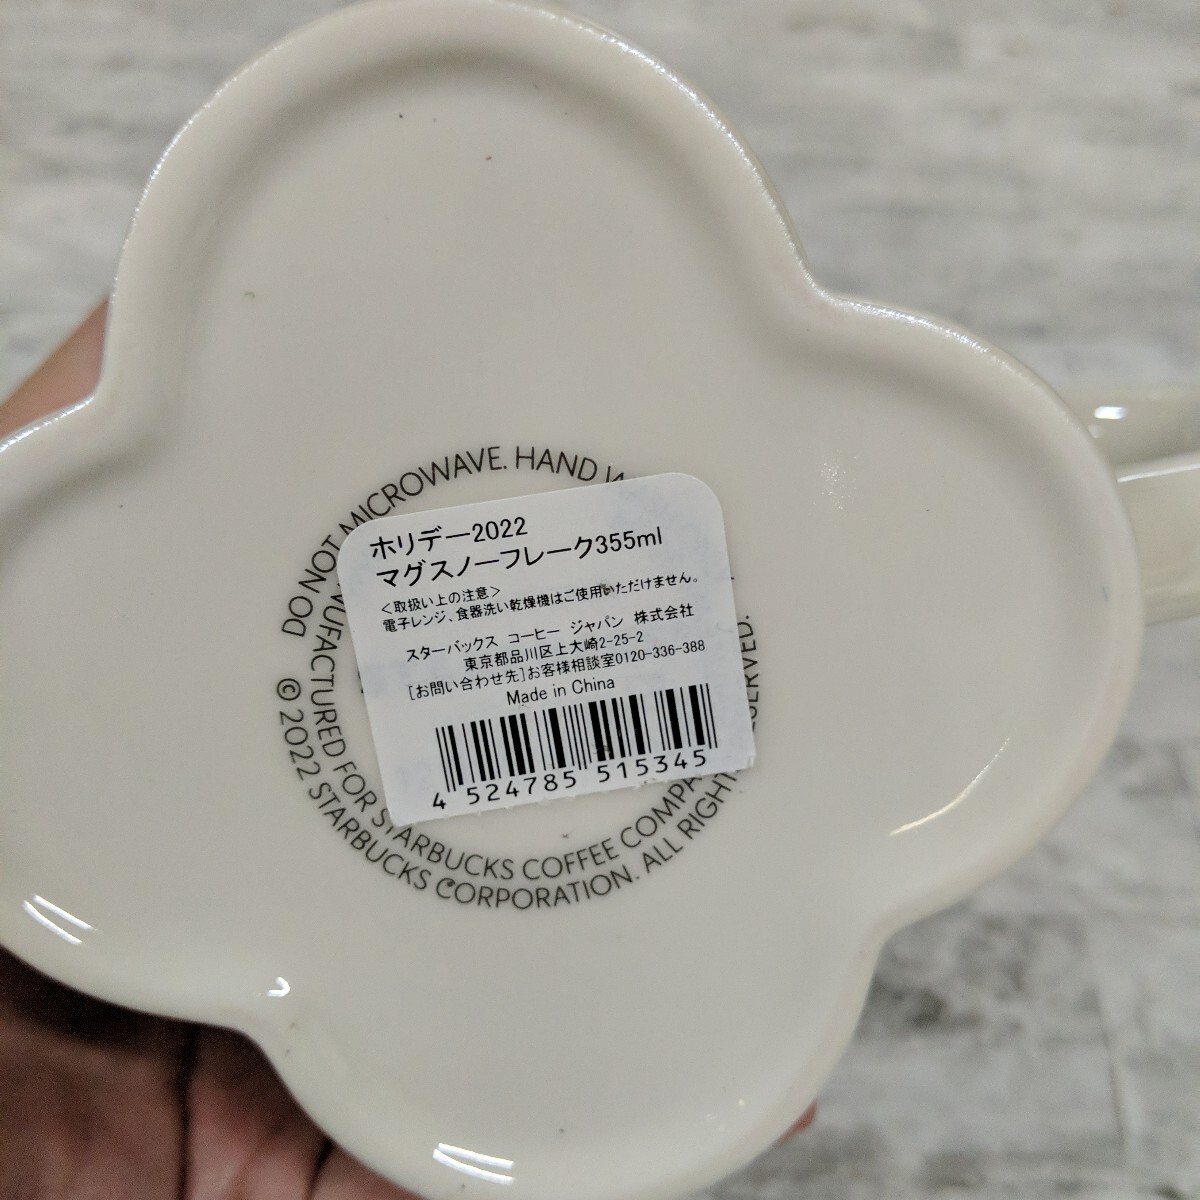 DO NOT MICROWAVE. HAND
ホリデー2022
マグスノーフレーク355ml
＜取扱い上の注意＞
電子レンジ、食器洗い乾燥機はご使用いただけません。
スターバックス コーヒー ジャパン 株式会社
東京都品川区上大崎2-25-2
[お問い合わせ先]お客様相談室0120-336-388
Made in China
4 524785 515345
UFACTURED FOR STARBUCKS COFFEE COMPA
© 2022 STARBUCKS CORPORATION. ALL RIGHT SERVED.